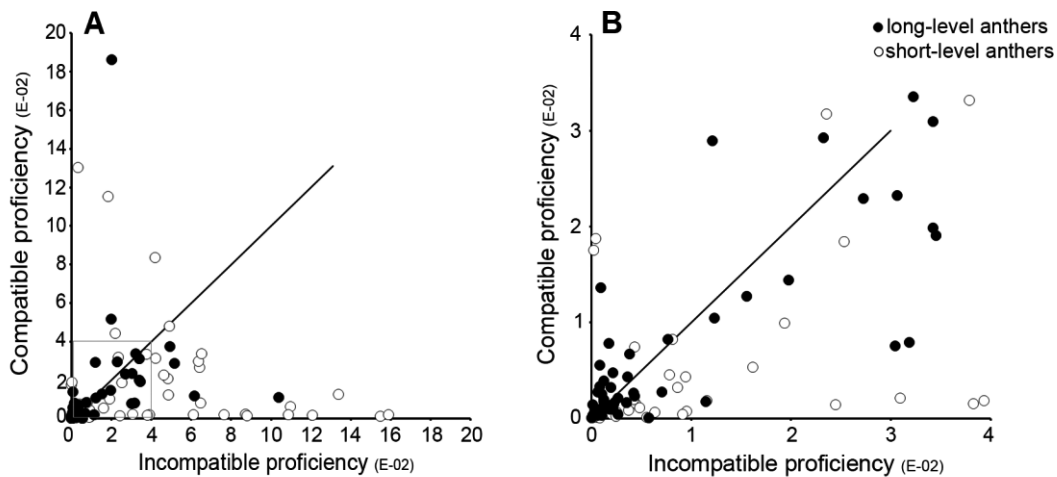 A
Compatible proficiency (E-02)
20
18
16
14
12
10
8
6
4
2
0
0 2 4 6 8 10 12 14 16 18
Incompatible proficiency (E-02)
B
long-level anthers
short-level anthers
Compatible proficiency (E-02)
4
3
2
1
0
0 1 2 3 4
Incompatible proficiency (E-02)